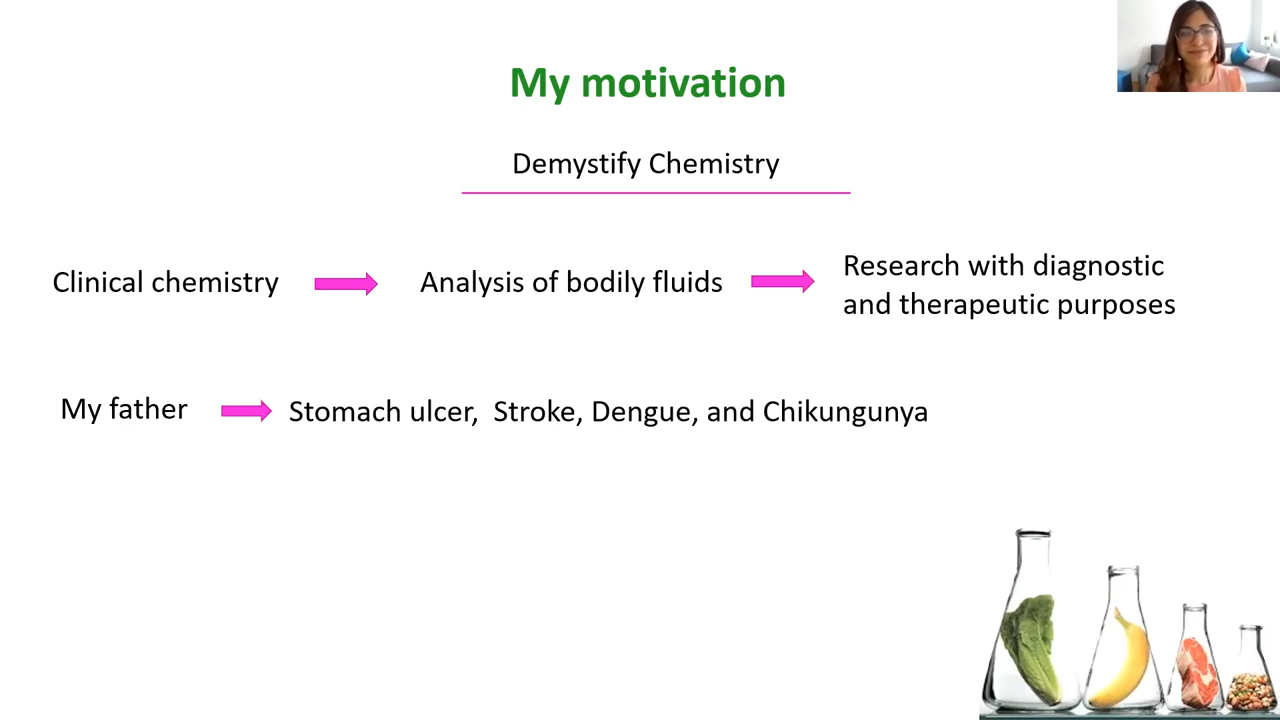 My motivation
Demystify Chemistry
Clinical chemistry
Analysis of bodily fluids
Research with diagnostic
and therapeutic purposes
My father
Stomach ulcer, Stroke, Dengue, and Chikungunya